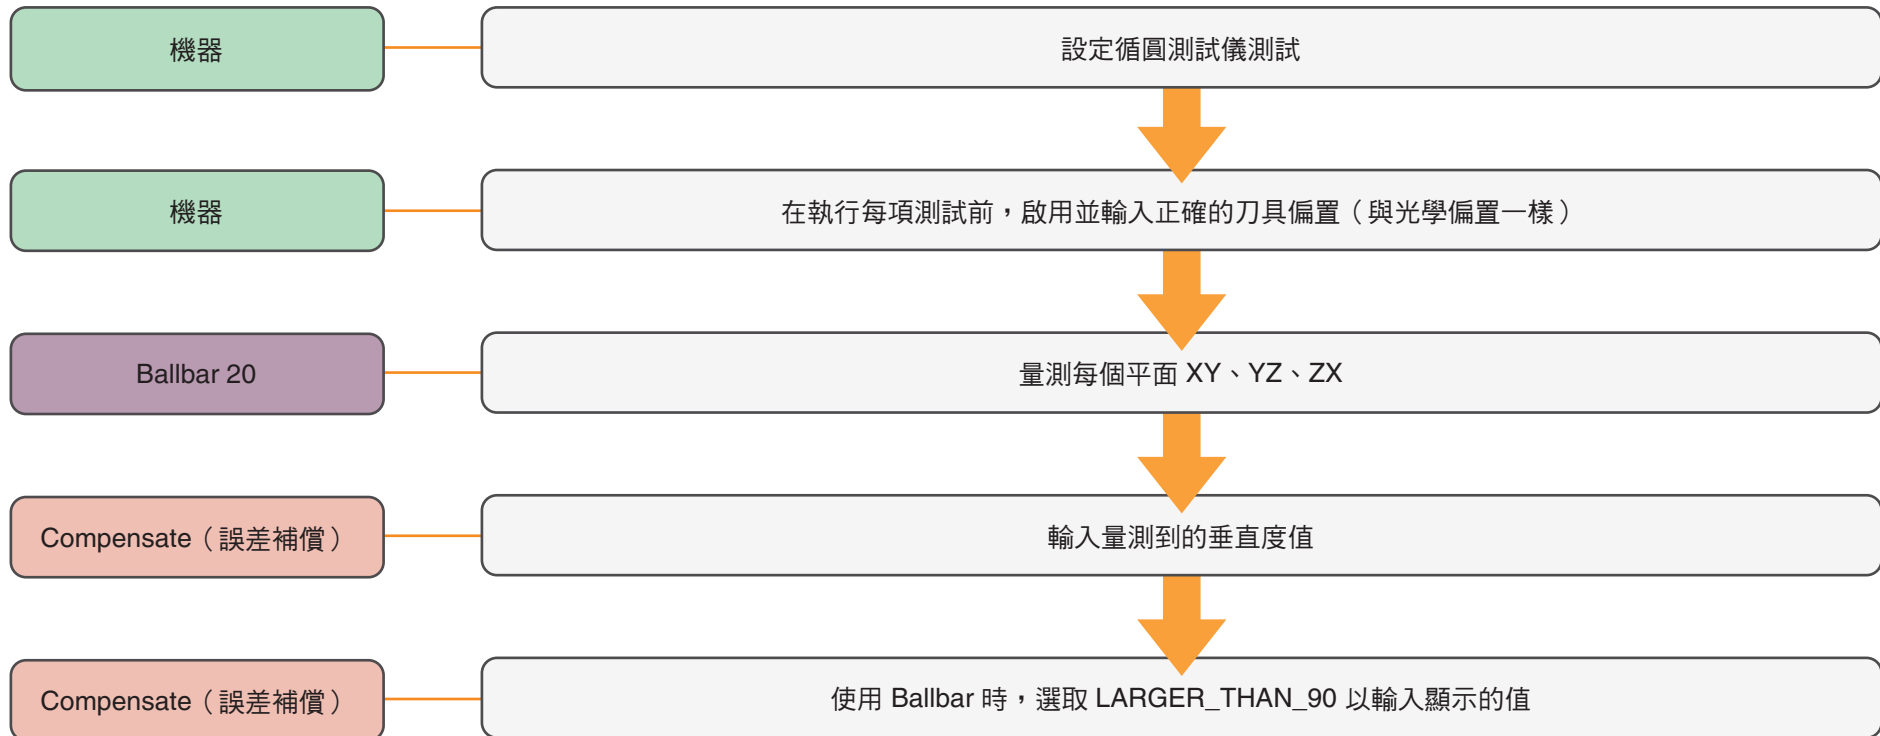 機器
設定循圓測試儀測試
機器
在執行每項測試前，啟用並輸入正確的刀具偏置（與光學偏置一樣）
Ballbar 20
量測每個平面 XY、YZ、ZX
Compensate（誤差補償）
輸入量測到的垂直度值
Compensate（誤差補償）
使用 Ballbar 時，選取 LARGER_THAN_90 以輸入顯示的值